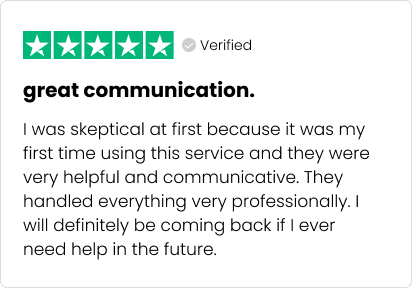 Verified
great communication.
I was skeptical at first because it was my
first time using this service and they were
very helpful and communicative. They
handled everything very professionally. I
will definitely be coming back if I ever
need help in the future.